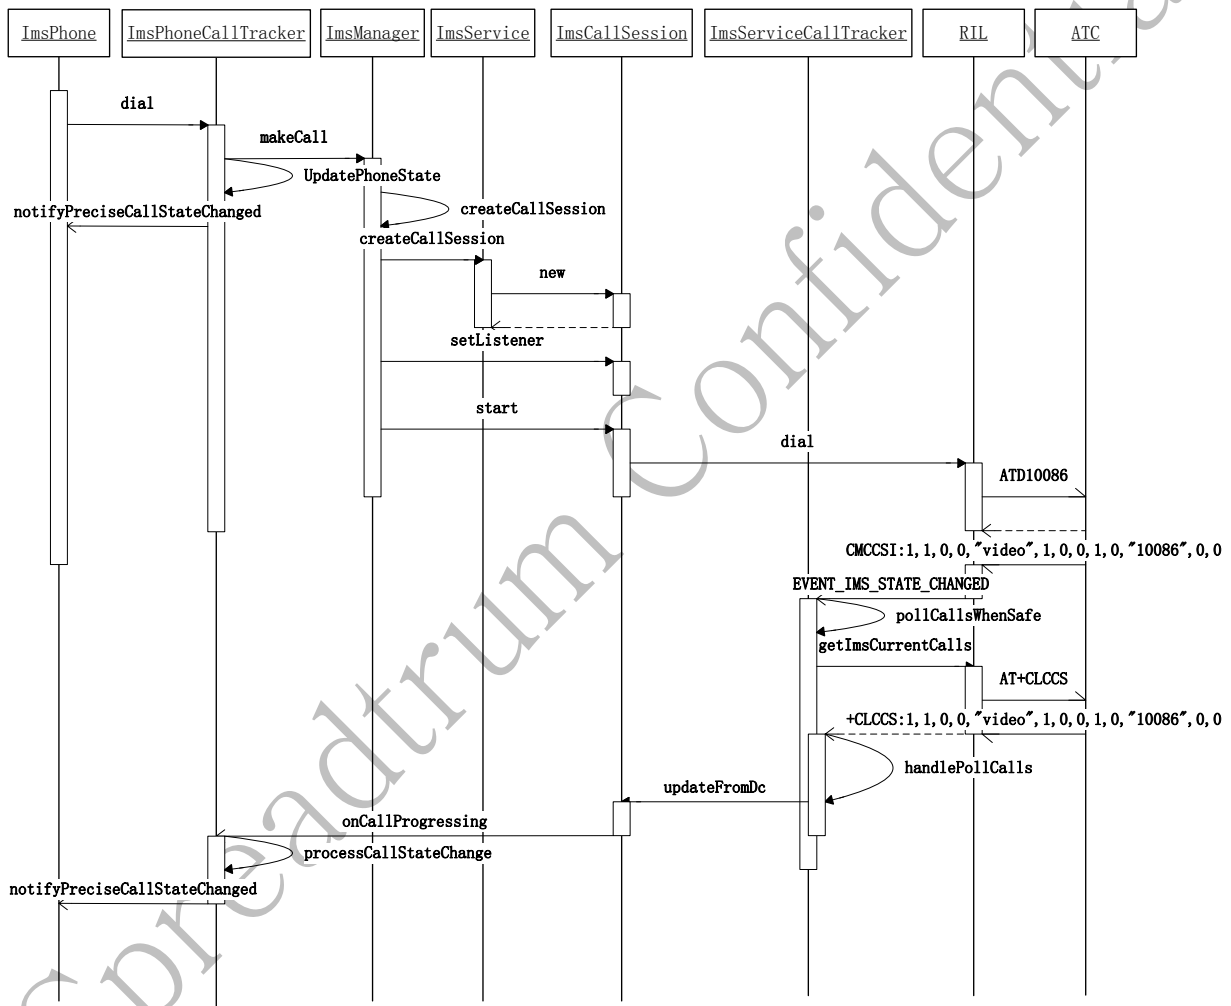 ImsPhone
ImsPhoneCallTracker
ImsManager
ImsService
ImsCallSession
ImsServiceCallTracker
RIL
ATC
dial
makeCall
UpdatePhoneState
notifyPreciseCallStateChanged
createCallSession
createCallSession
new
setListener
start
dial
ATD10086
CMCCSI:1,1,0,0,"video",1,0,0,1,0,"10086",0,0
EVENT_IMS_STATE_CHANGED
pollCallsWhenSafe
getImsCurrentCalls
AT+CLCCS
+CLCCS:1,1,0,0,"video",1,0,0,1,0,"10086",0,0
handlePollCalls
updateFromDc
onCallProgressing
processCallStateChange
notifyPreciseCallStateChanged
Spreadtrum Confidential